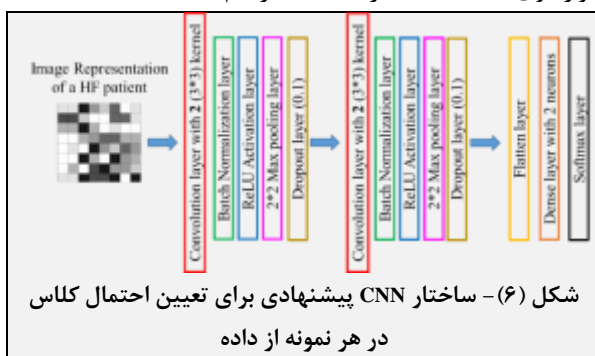 Image Representation
of a HF patient
Convolution layer with 2 (3*3) kernel
Batch Normalization layer
ReLU Activation layer
2*2 Max pooling layer
Dropout layer (0.1)
Convolution layer with 2 (3*3) kernel
Batch Normalization layer
ReLU Activation layer
2*2 Max pooling layer
Dropout layer (0.1)
Flatten layer
Dense layer with 2 neurons
Softmax layer
شکل (۶)- ساختار CNN پیشنهادی برای تعیین احتمال کلاس
در هر نمونه از داده